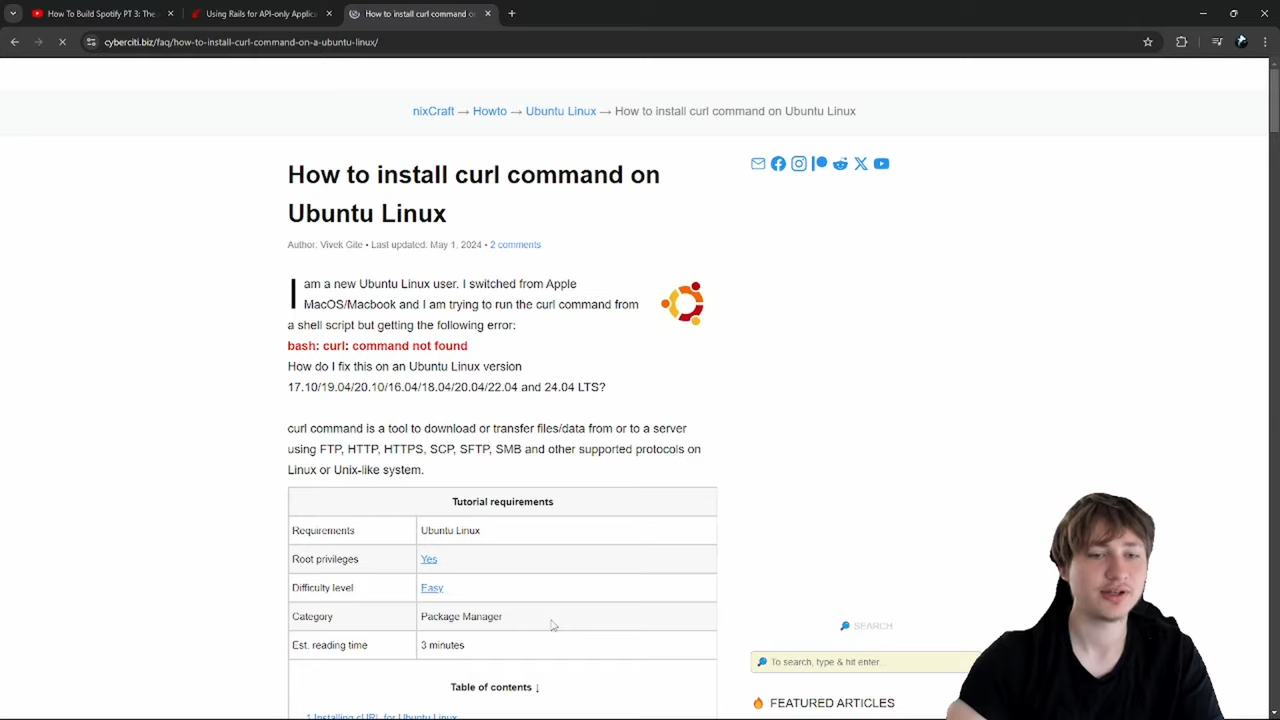 How To Build Spotify PT 3: The
Using Rails for API-only Applica
How to install curl command o
cyberciti.biz/faq/how-to-install-curl-command-on-a-ubuntu-linux/
nixCraft → Howto → Ubuntu Linux → How to install curl command on Ubuntu Linux
How to install curl command on
Ubuntu Linux
Author: Vivek Gite • Last updated: May 1, 2024 • 2 comments
I am a new Ubuntu Linux user. I switched from Apple
MacOS/Macbook and I am trying to run the curl command from
a shell script but getting the following error:
bash: curl: command not found
How do I fix this on an Ubuntu Linux version
17.10/19.04/20.10/16.04/18.04/20.04/22.04 and 24.04 LTS?
curl command is a tool to download or transfer files/data from or to a server
using FTP, HTTP, HTTPS, SCP, SFTP, SMB and other supported protocols on
Linux or Unix-like system.
Tutorial requirements
Requirements Ubuntu Linux
Root privileges Yes
Difficulty level Easy
Category Package Manager
Est. reading time 3 minutes
Table of contents ↓
1 Installing cURL for Ubuntu Linux
SEARCH
To search, type & hit enter...
FEATURED ARTICLES